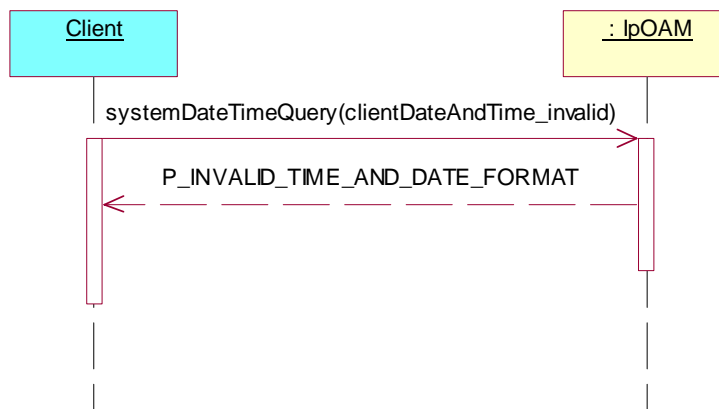 Client
: IpOAM
systemDateTimeQuery(clientDateAndTime_invalid)
P_INVALID_TIME_AND_DATE_FORMAT